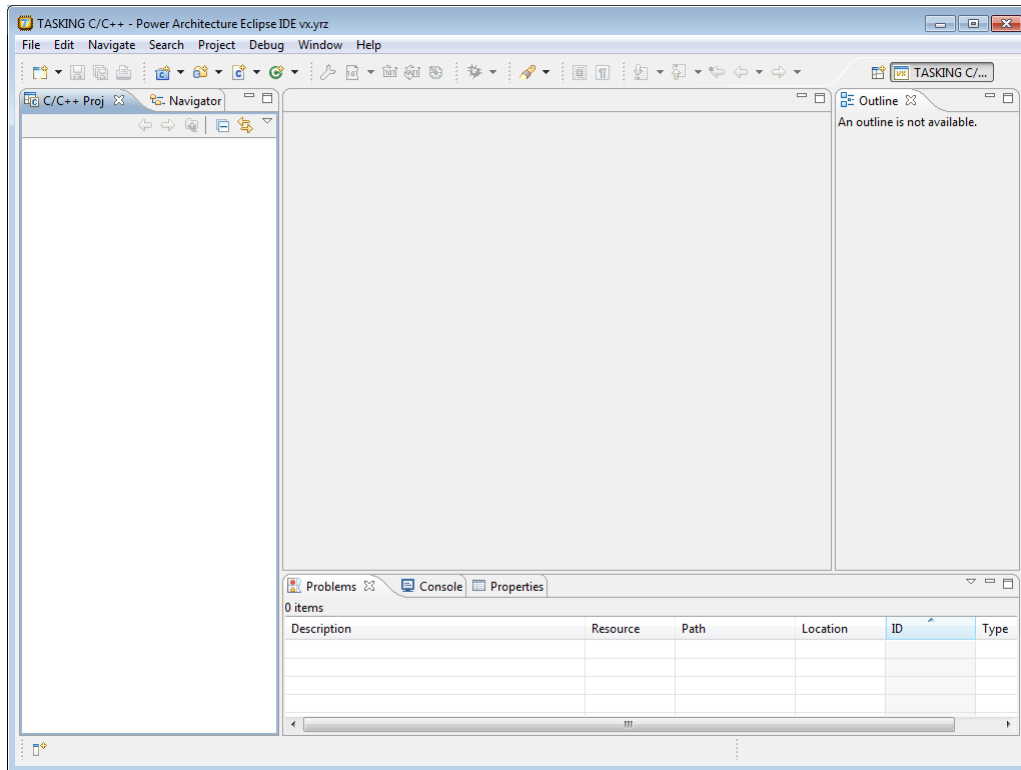 TASKING C/C++ - Power Architecture Eclipse IDE vx.yrz
File Edit Navigate Search Project Debug Window Help
TASKING C/...
C/C++ Proj Navigator
Outline
An outline is not available.
Problems Console Properties
0 items
Description Resource Path Location ID Type